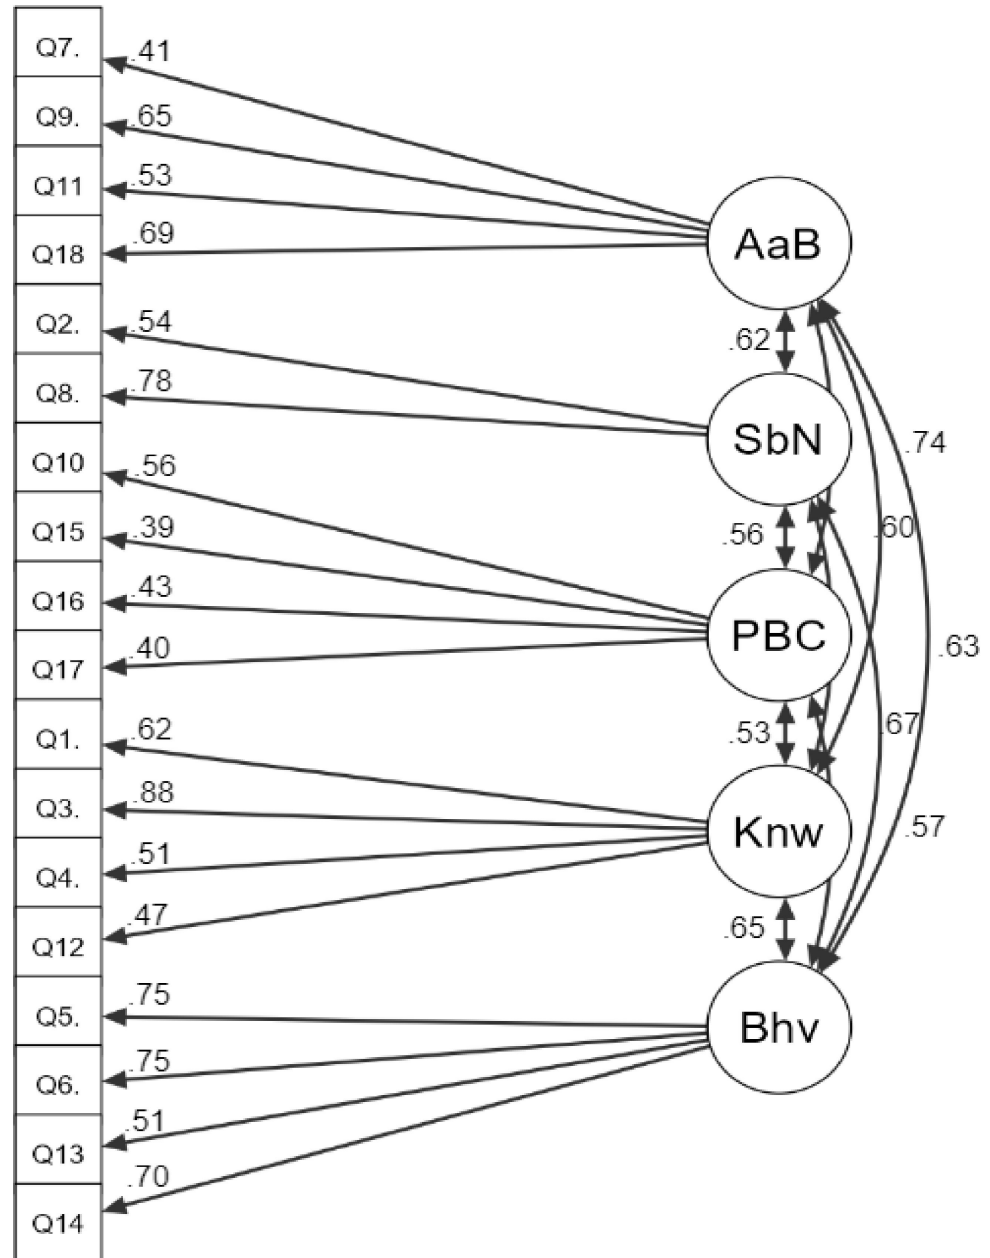 Q7.
.41
Q9.
.65
Q11
.53
Q18
.69
AaB
Q2.
.54
.62
Q8.
.78
SbN
.74
Q10
.56
Q15
.39
.56
.60
Q16
.43
PBC
Q17
.40
.63
Q1.
.62
.53
.67
Q3.
.88
Knw
.57
Q4.
.51
Q12
.47
.65
Q5.
.75
Bhv
Q6.
.75
Q13
.51
Q14
.70